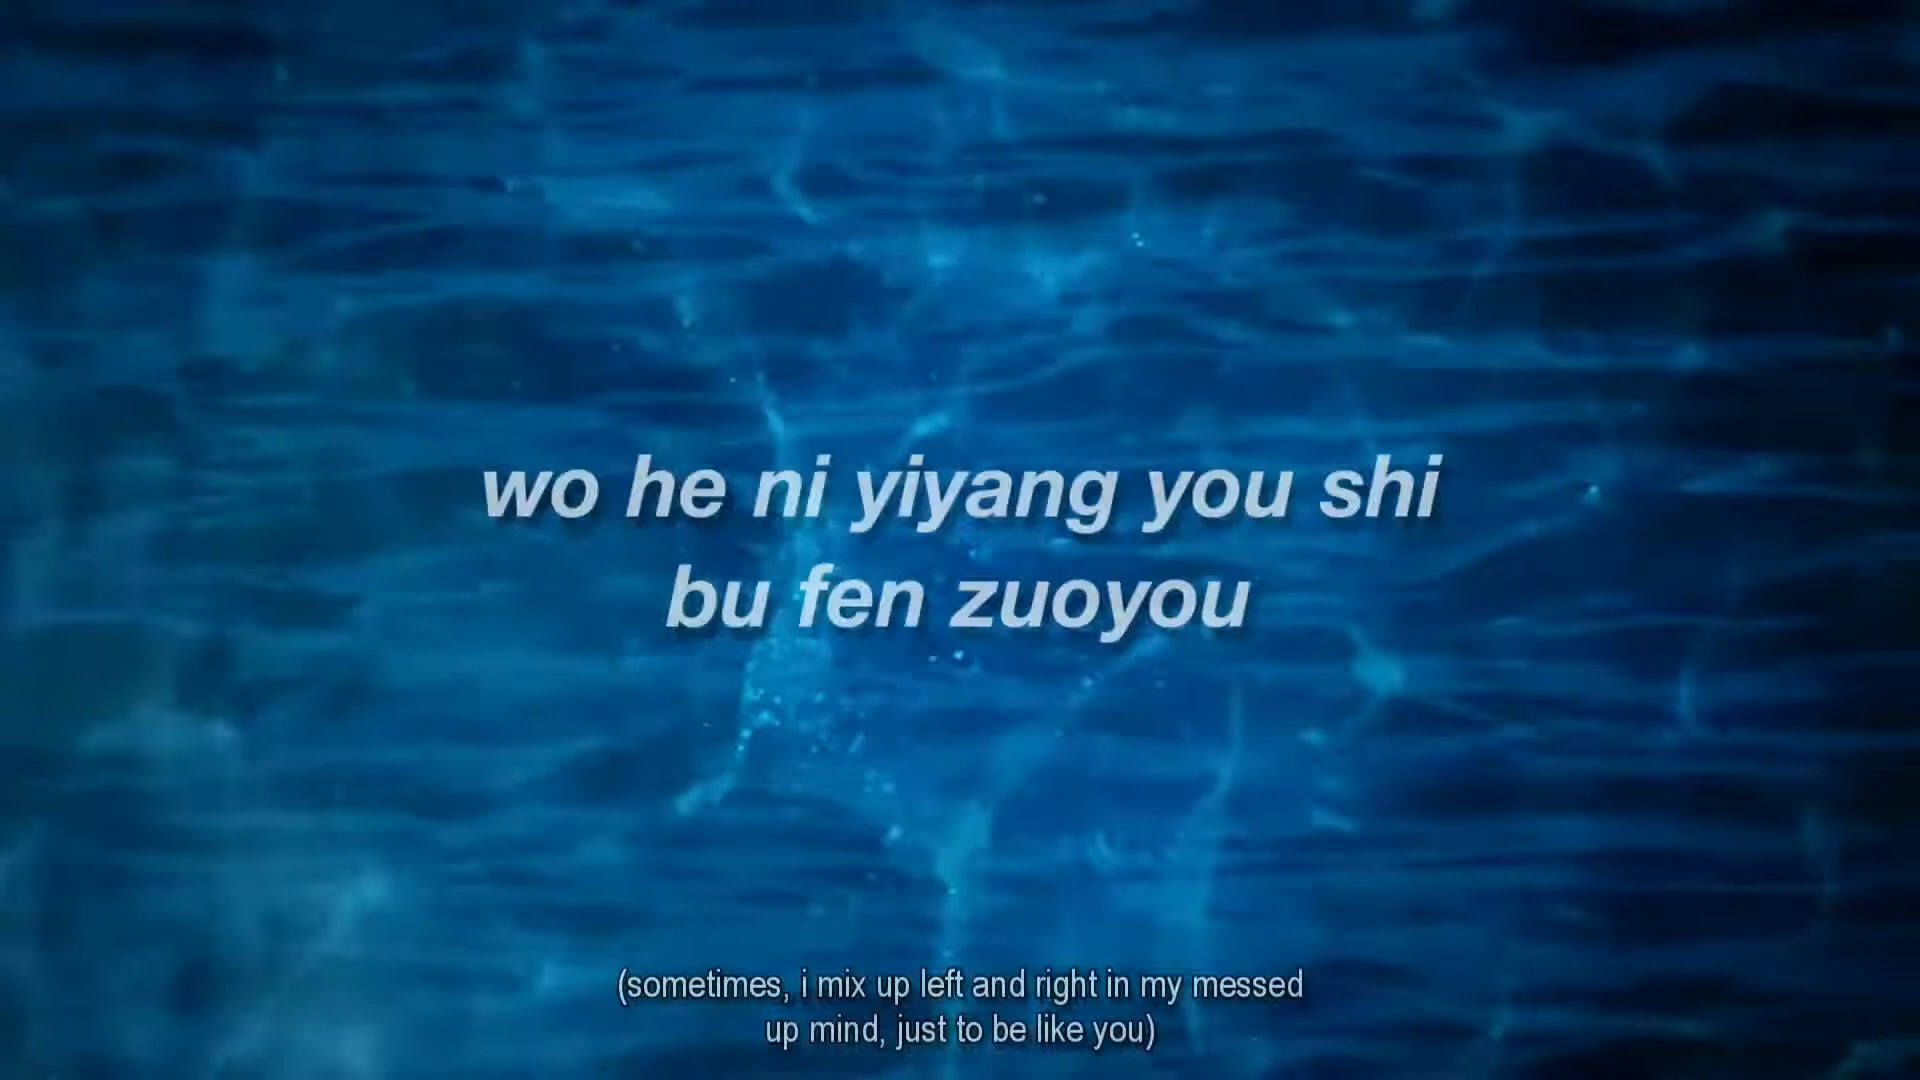 wo he ni yiyang you shi
bu fen zuoyou
(sometimes, i mix up left and right in my messed
up mind, just to be like you)